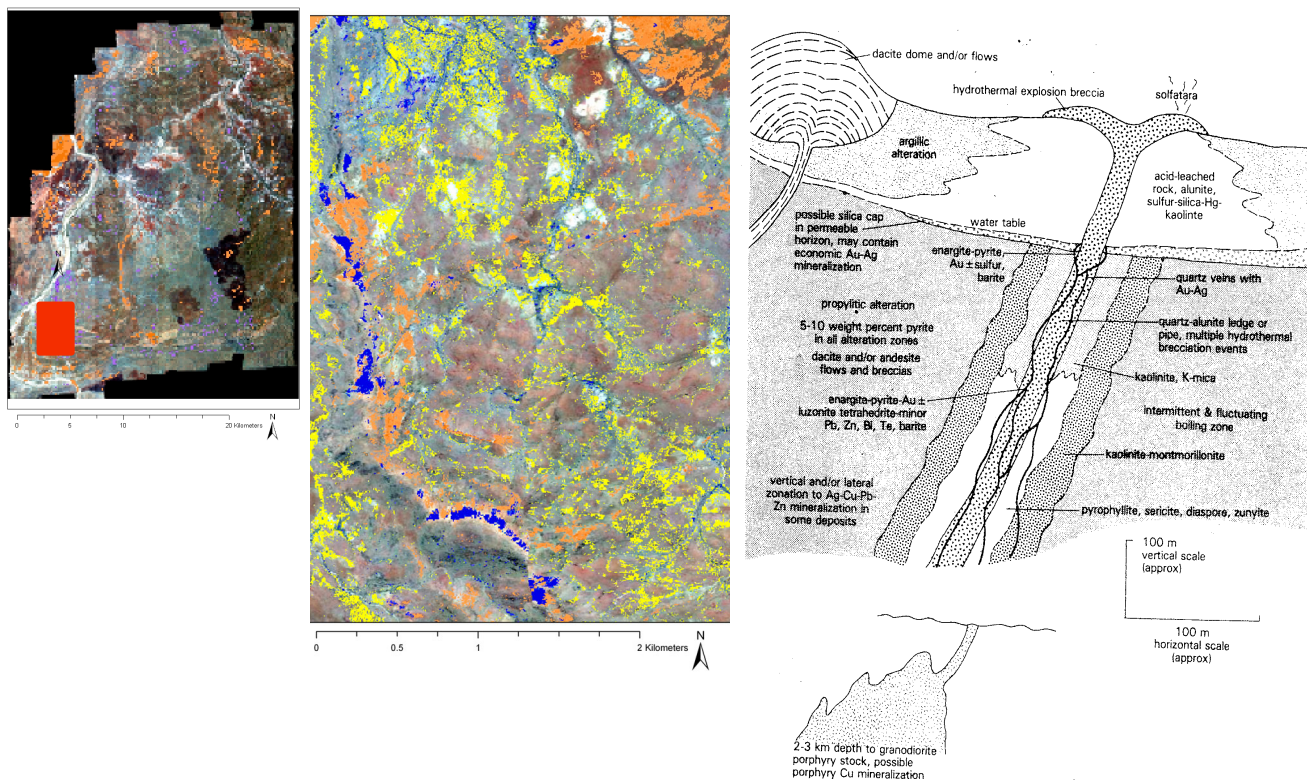 N
0
5
10
20 Kilometers
N
0
0.5
1
2 Kilometers
N
dacite dome and/or flows
hydrothermal explosion breccia
solfatara
argillic
alteration
acid-leached
rock, alunite,
sulfur-silica-Hg-
kaolinte
possible silica cap
in permeable
horizon, may contain
economic Au-Ag
mineralization
water table
enargite-pyrite,
Au ± sulfur,
barite
quartz veins with
Au-Ag
propylitic alteration
5-10 weight percent pyrite
in all alteration zones
dacite and/or andesite
flows and breccias
quartz-alunite ledge or
pipe, multiple hydrothermal
brecciation events
kaolinite, K-mica
enargite-pyrite-Au ±
luzonite tetrahedrite-minor
Pb, Zn, Bi, Te, barite
intermittent & fluctuating
boiling zone
kaolinite-montmorillonite
vertical and/or lateral
zonation to Ag-Cu-Pb-
Zn mineralization in
some deposits
pyrophyllite, sericite, diaspore, zunyite
100 m
vertical scale
(approx)
100 m
horizontal scale
(approx)
2-3 km depth to granodiorite
porphyry stock, possible
porphyry Cu mineralization